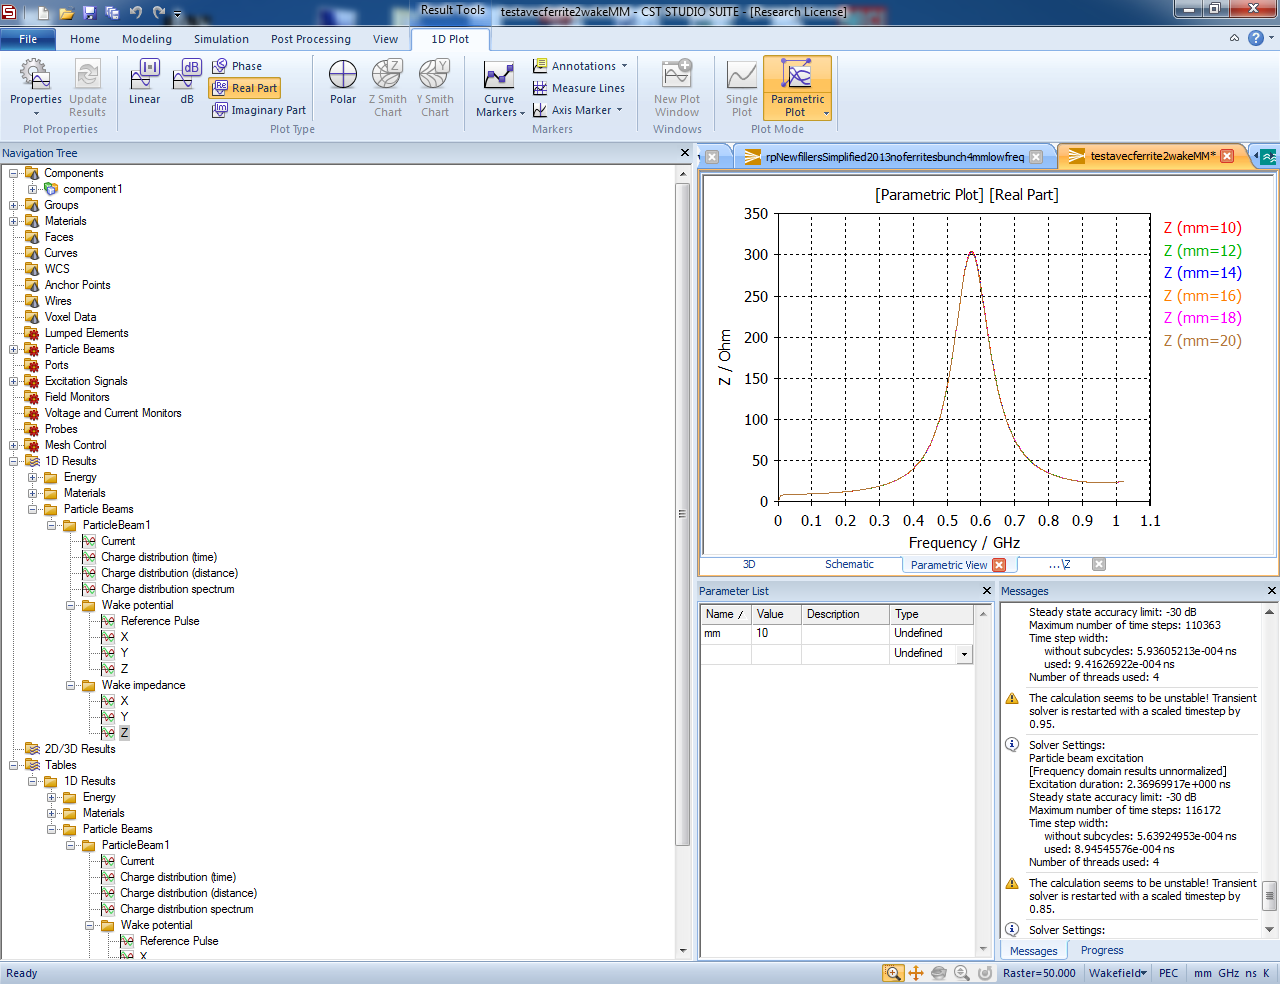 Result Tools
testavecferrite2wakeMM - CST STUDIO SUITE - [Research License]
File Home Modeling Simulation Post Processing View 1D Plot
Properties
Update Results
Plot Properties
Linear
dB
dB
Phase
Re
Real Part
Im
Imaginary Part
Plot Type
Polar
Z Smith Chart
Y Smith Chart
Curve Markers
Annotations
Measure Lines
Axis Marker
Markers
New Plot Window
Windows
Single Plot
Parametric Plot
Plot Mode
Navigation Tree
Components
component1
Groups
Materials
Faces
Curves
WCS
Anchor Points
Wires
Voxel Data
Lumped Elements
Particle Beams
Ports
Excitation Signals
Field Monitors
Voltage and Current Monitors
Probes
Mesh Control
1D Results
Energy
Materials
Particle Beams
ParticleBeam1
Current
Charge distribution (time)
Charge distribution (distance)
Charge distribution spectrum
Wake potential
Reference Pulse
X
Y
Z
Wake impedance
X
Y
Z
2D/3D Results
Tables
1D Results
Energy
Materials
Particle Beams
ParticleBeam1
Current
Charge distribution (time)
Charge distribution (distance)
Charge distribution spectrum
Wake potential
Reference Pulse
X
rpNewfillersSimplified2013noferritesbunch4mmlowfreq
testavecferrite2wakeMM*
[Parametric Plot] [Real Part]
350
300
250
200
150
100
50
0
Z / Ohm
0 0.1 0.2 0.3 0.4 0.5 0.6 0.7 0.8 0.9 1 1.1
Frequency / GHz
Z (mm=10)
Z (mm=12)
Z (mm=14)
Z (mm=16)
Z (mm=18)
Z (mm=20)
3D Schematic Parametric View ...\Z
Parameter List
Name / Value Description Type
mm 10 Undefined
Undefined
Messages
Steady state accuracy limit: -30 dB
Maximum number of time steps: 110363
Time step width:
without subcycles: 5.93605213e-004 ns
used: 9.41626922e-004 ns
Number of threads used: 4
The calculation seems to be unstable! Transient
solver is restarted with a scaled timestep by
0.95.
Solver Settings:
Particle beam excitation
[Frequency domain results unnormalized]
Excitation duration: 2.36969917e+000 ns
Steady state accuracy limit: -30 dB
Maximum number of time steps: 116172
Time step width:
without subcycles: 5.63924953e-004 ns
used: 8.94545576e-004 ns
Number of threads used: 4
The calculation seems to be unstable! Transient
solver is restarted with a scaled timestep by
0.85.
Solver Settings:
Messages Progress
Ready
Raster=50.000 Wakefield PEC mm GHz ns K